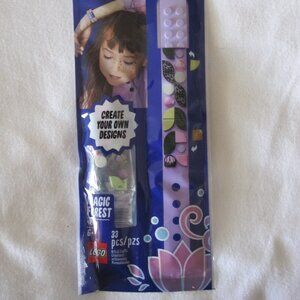 CREATE
YOUR OWN
DESIGNS
MAGIC
FOREST
33
pcs/pzs
LEGO